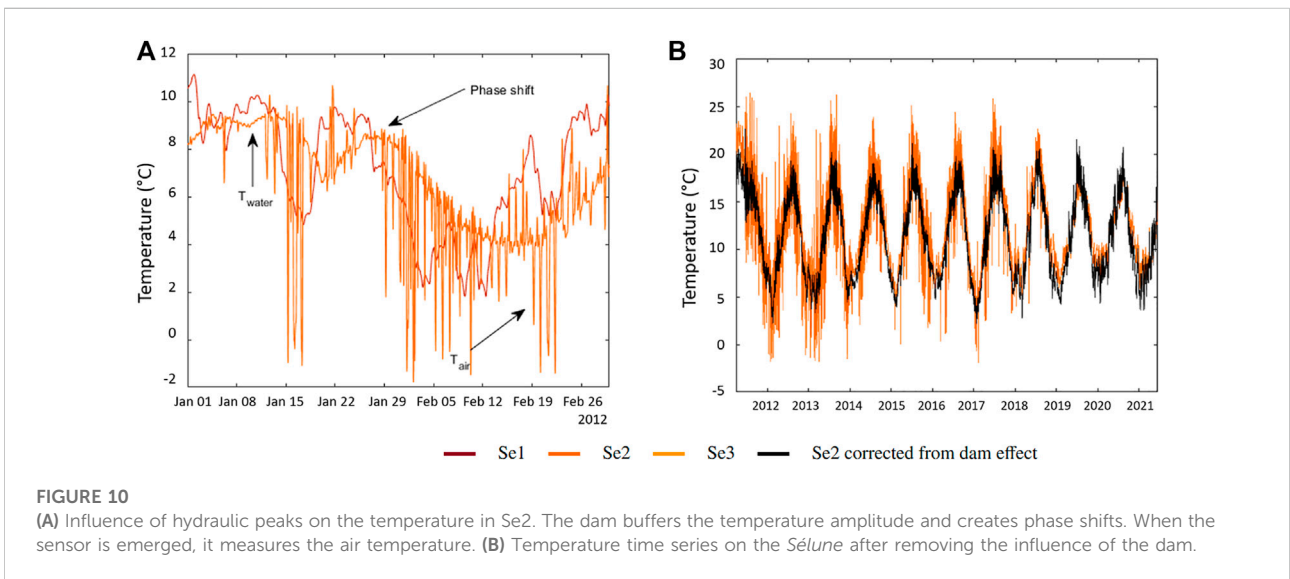 A
12
10
8
6
4
2
0
-2
Temperature (°C)
Phase shift
T water
T air
Jan 01 Jan 08 Jan 15 Jan 22 Jan 29 Feb 05 Feb 12 Feb 19 Feb 26
2012
B
30
25
20
15
10
5
0
-5
Temperature (°C)
2012 2013 2014 2015 2016 2017 2018 2019 2020 2021
Se1 Se2 Se3 Se2 corrected from dam effect
FIGURE 10
(A) Influence of hydraulic peaks on the temperature in Se2. The dam buffers the temperature amplitude and creates phase shifts. When the
sensor is emerged, it measures the air temperature. (B) Temperature time series on the Sélune after removing the influence of the dam.